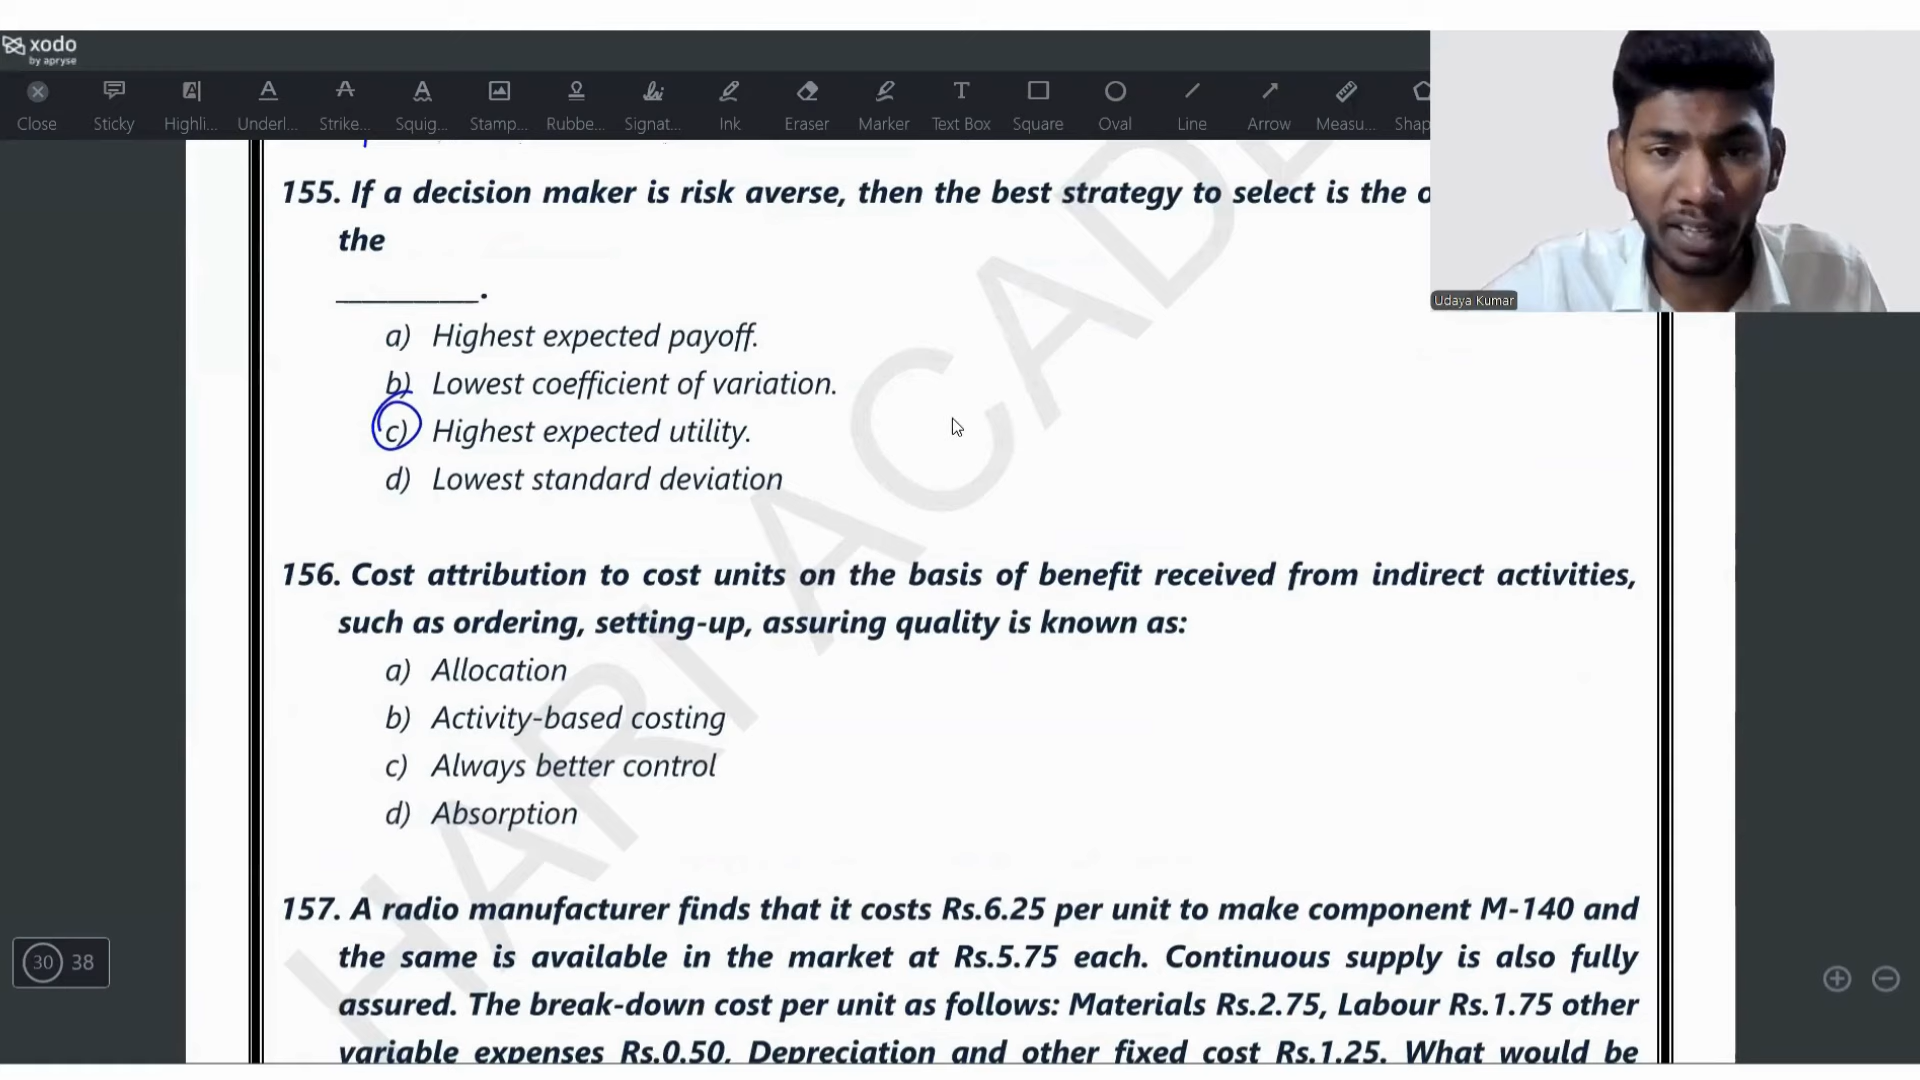 xodo
by apryse
Close Sticky Highli... Underl... Strike... Squig... Stamp... Rubbe... Signat... Ink Eraser Marker Text Box Square Oval Line Arrow Measu... Shap
155. If a decision maker is risk averse, then the best strategy to select is the o
the
__________.
a) Highest expected payoff.
b) Lowest coefficient of variation.
c) Highest expected utility.
d) Lowest standard deviation
Udaya Kumar
156. Cost attribution to cost units on the basis of benefit received from indirect activities,
such as ordering, setting-up, assuring quality is known as:
a) Allocation
b) Activity-based costing
c) Always better control
d) Absorption
157. A radio manufacturer finds that it costs Rs.6.25 per unit to make component M-140 and
the same is available in the market at Rs.5.75 each. Continuous supply is also fully
assured. The break-down cost per unit as follows: Materials Rs.2.75, Labour Rs.1.75 other
variable expenses Rs.0.50, Depreciation and other fixed cost Rs.1.25. What would be
HARI ACADE
30 38